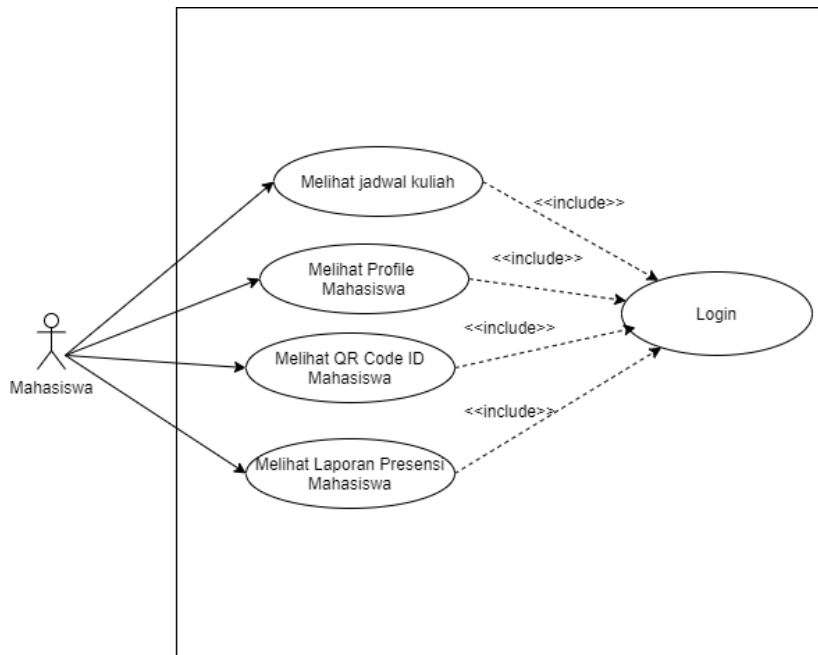 Melihat jadwal kuliah
<<include>>
Melihat Profile
Mahasiswa
<<include>>
Login
<<include>>
Melihat QR Code ID
Mahasiswa
Mahasiswa
<<include>>
Melihat Laporan Presensi
Mahasiswa